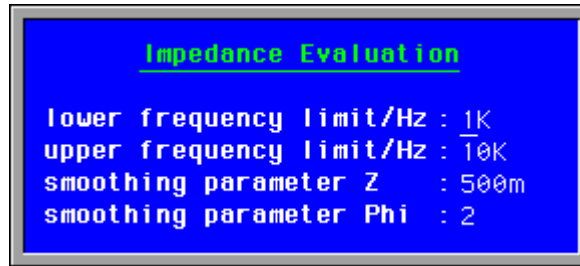 Impedance Evaluation
lower frequency limit/Hz : 1K
upper frequency limit/Hz : 10K
smoothing parameter Z : 500m
smoothing parameter Phi : 2